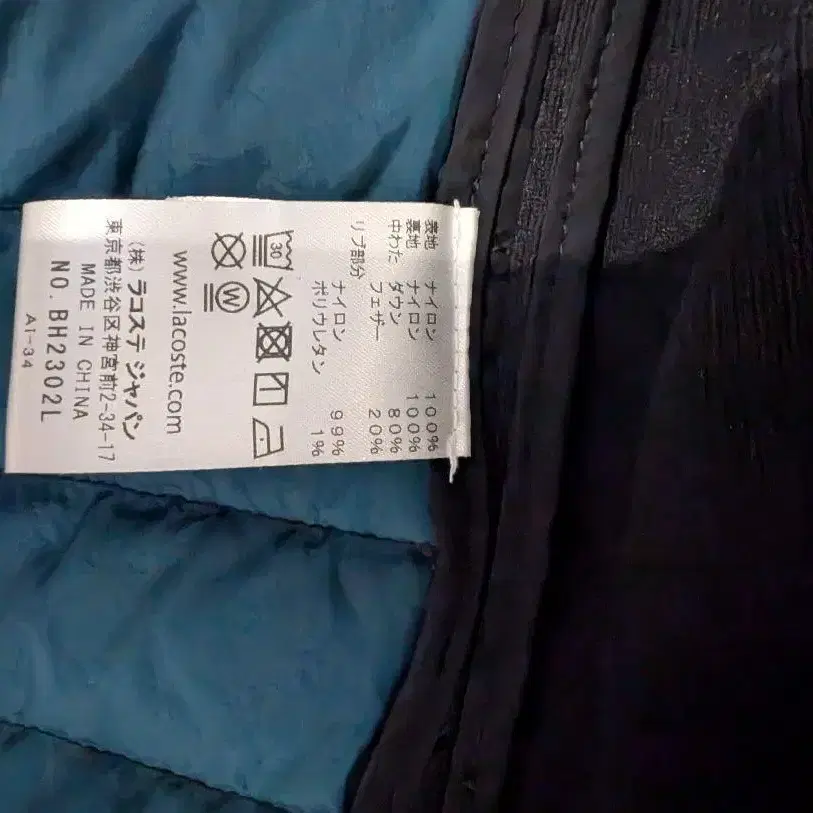 表地 ナイロン 100%
裏地 ナイロン 100%
中わた ダウン 80%
フェザー 20%
リブ部分
ナイロン 99%
ポリウレタン 1%
30
W
www.lacoste.com
(株) ラコステ ジャパン
東京都渋谷区神宮前2-34-17
MADE IN CHINA
NO. BH2302L
AI-34